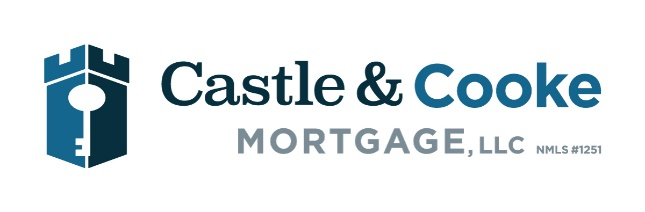 Castle & Cooke
MORTGAGE, LLC NMLS #1251